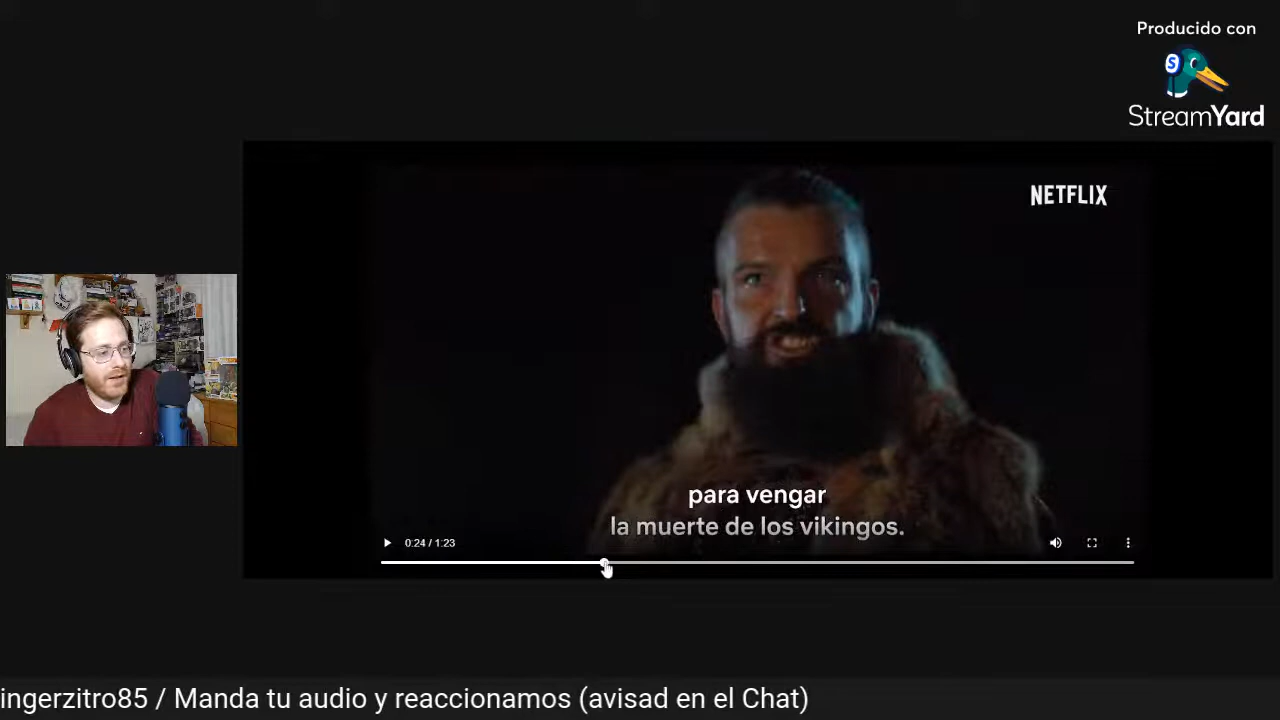 Producido con
StreamYard
NETFLIX
para vengar
la muerte de los vikingos.
0:24 / 1:23
ingerzitro85 / Manda tu audio y reaccionamos (avisad en el Chat)